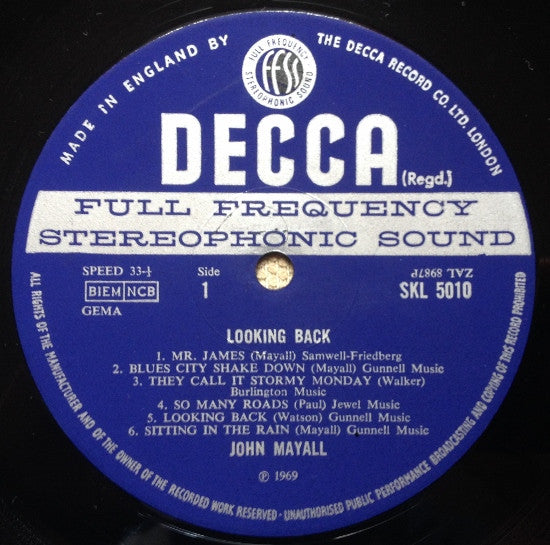 MADE IN ENGLAND BY THE DECCA RECORD CO. LTD. LONDON
FULL FREQUENCY
FFSS
STEREOPHONIC SOUND
DECCA (Regd.)
FULL FREQUENCY
STEREOPHONIC SOUND
SPEED 33-⅓
Side
ZAL 8987P
BIEM NCB
1
SKL 5010
GEMA
LOOKING BACK
1. MR. JAMES (Mayall) Samwell-Friedberg
2. BLUES CITY SHAKE DOWN (Mayall) Gunnell Music
3. THEY CALL IT STORMY MONDAY (Walker)
Burlington Music
4. SO MANY ROADS (Paul) Jewel Music
5. LOOKING BACK (Watson) Gunnell Music
6. SITTING IN THE RAIN (Mayall) Gunnell Music
JOHN MAYALL
℗ 1969
ALL RIGHTS OF THE MANUFACTURER AND OF THE OWNER OF THE RECORDED WORK RESERVED - UNAUTHORISED PUBLIC PERFORMANCE BROADCASTING AND COPYING OF THIS RECORD PROHIBITED